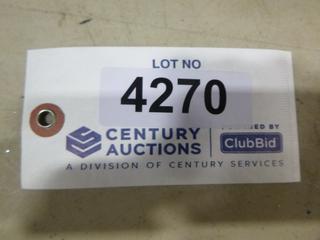 LOT NO
4270
CENTURY
AUCTIONS
ClubBid
A DIVISION OF CENTURY SERVICES